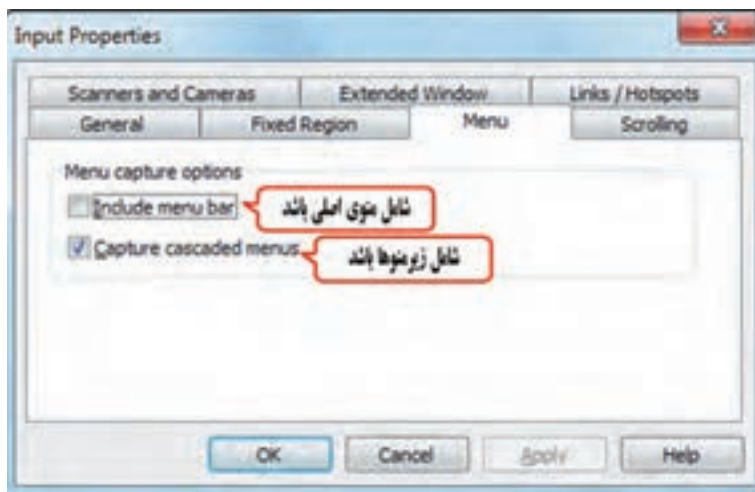 Input Properties
Scanners and Cameras Extended Window Links / Hotspots
General Fixed Region Menu Scrolling
Menu capture options
Include menu bar شامل منوی اصلی باشد
Capture cascaded menus شامل زیرمنوها باشد
OK Cancel Apply Help